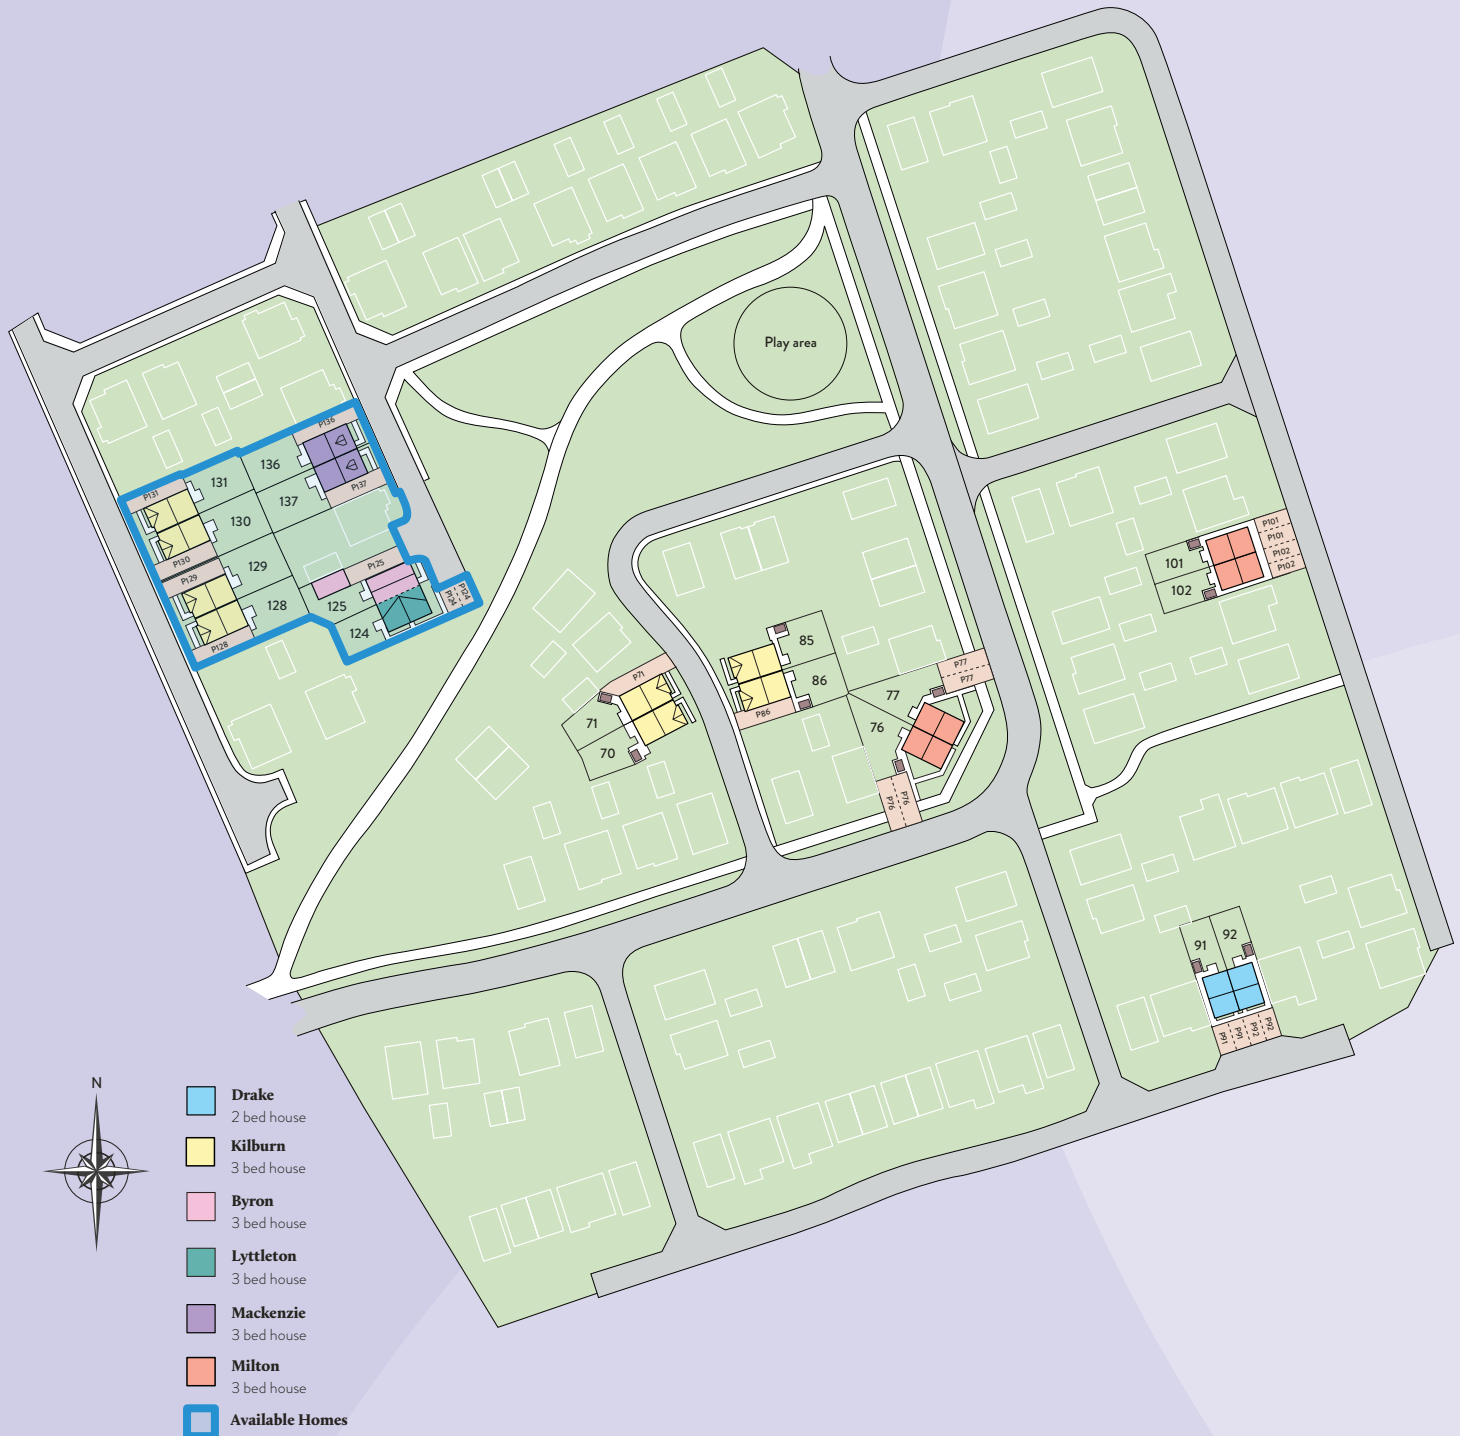 Play area
P136
136
P137
137
P131
131
130
P130
P129
129
128
P128
P125
125
124
P124
P124
P71
71
70
85
86
P86
77
P77
P77
76
P76
P76
101
102
P101
P101
P102
P102
91
92
P91
P91
P92
P92
N
Drake
2 bed house
Kilburn
3 bed house
Byron
3 bed house
Lyttleton
3 bed house
Mackenzie
3 bed house
Milton
3 bed house
Available Homes